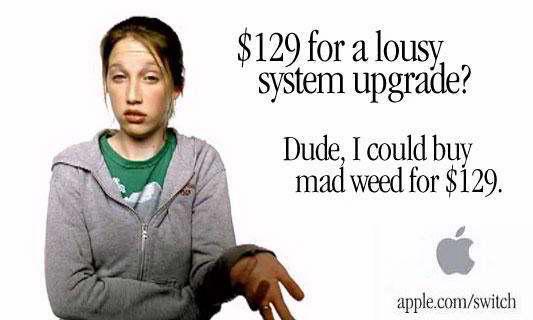 $129 for a lousy
system upgrade?
Dude, I could buy
mad weed for $129.
apple.com/switch